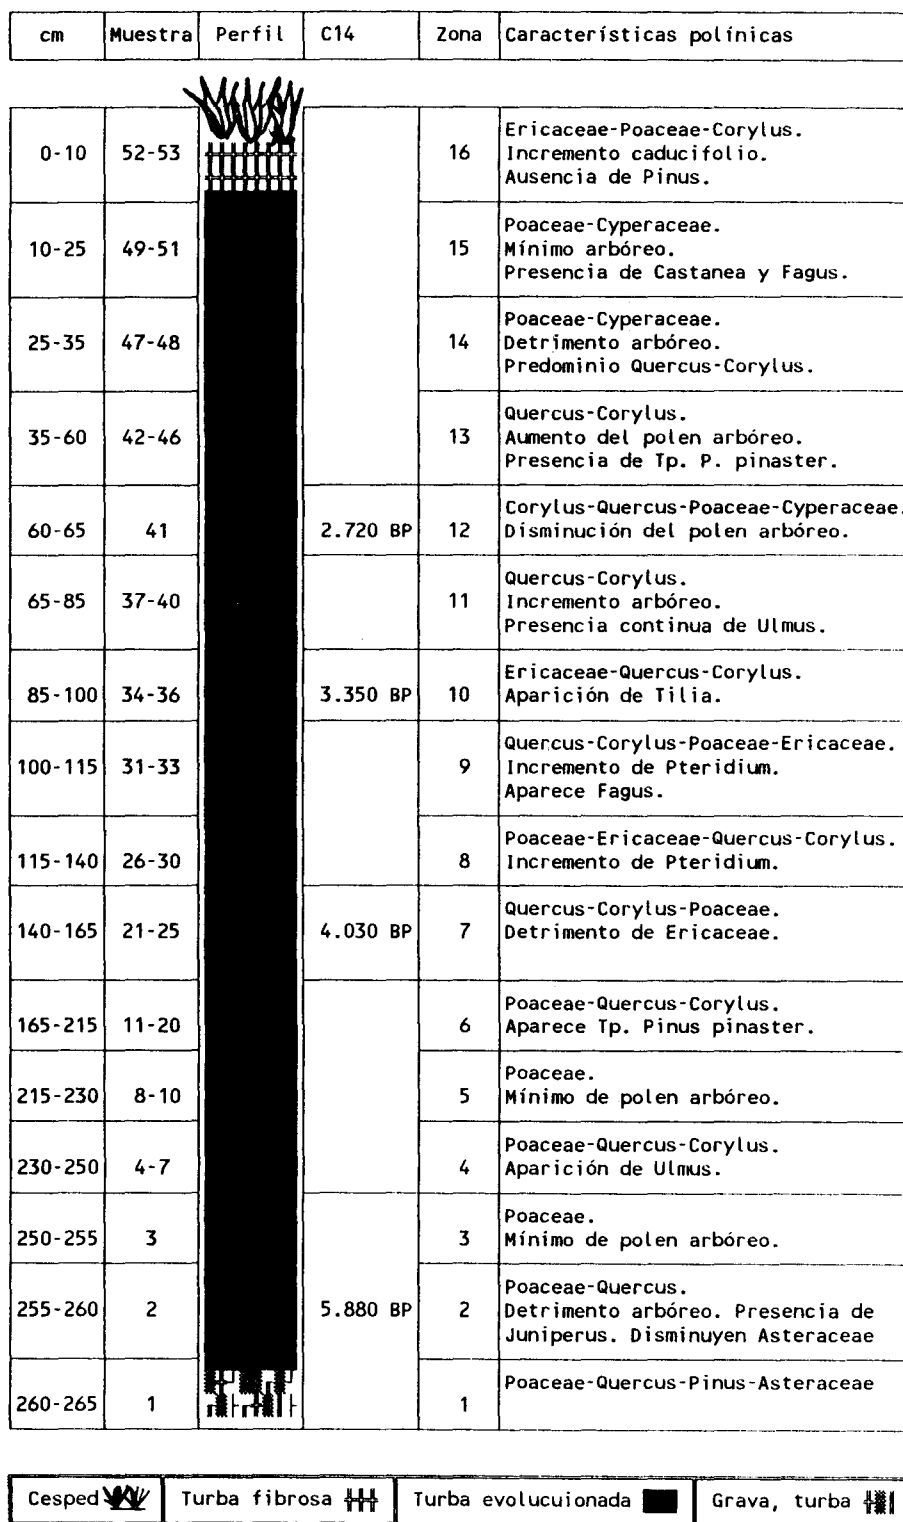 cm Muestra Perfil C14 Zona Características polínicas
Ericaceae-Poaceae-Corylus.
0-10 52-53 16 Incremento caducifolio.
Ausencia de Pinus.
Poaceae-Cyperaceae.
10-25 49-51 15 Mínimo arbóreo.
Presencia de Castanea y Fagus.
Poaceae-Cyperaceae.
25-35 47-48 14 Detrimento arbóreo.
Predominio Quercus-Corylus.
Quercus-Corylus.
35-60 42-46 13 Aumento del polen arbóreo.
Presencia de Tp. P. pinaster.
Corylus-Quercus-Poaceae-Cyperaceae.
60-65 41 2.720 BP 12 Disminución del polen arbóreo.
Quercus-Corylus.
65-85 37-40 11 Incremento arbóreo.
Presencia continua de Ulmus.
Ericaceae-Quercus-Corylus.
85-100 34-36 3.350 BP 10 Aparición de Tilia.
Quercus-Corylus-Poaceae-Ericaceae.
100-115 31-33 9 Incremento de Pteridium.
Aparece Fagus.
Poaceae-Ericaceae-Quercus-Corylus.
115-140 26-30 8 Incremento de Pteridium.
Quercus-Corylus-Poaceae.
140-165 21-25 4.030 BP 7 Detrimento de Ericaceae.
Poaceae-Quercus-Corylus.
165-215 11-20 6 Aparece Tp. Pinus pinaster.
Poaceae.
215-230 8-10 5 Mínimo de polen arbóreo.
Poaceae-Quercus-Corylus.
230-250 4-7 4 Aparición de Ulmus.
Poaceae.
250-255 3 3 Mínimo de polen arbóreo.
Poaceae-Quercus.
255-260 2 5.880 BP 2 Detrimento arbóreo. Presencia de
Juniperus. Disminuyen Asteraceae
Poaceae-Quercus-Pinus-Asteraceae
260-265 1 1
Cesped Turba fibrosa Turba evolucuionada Grava, turba